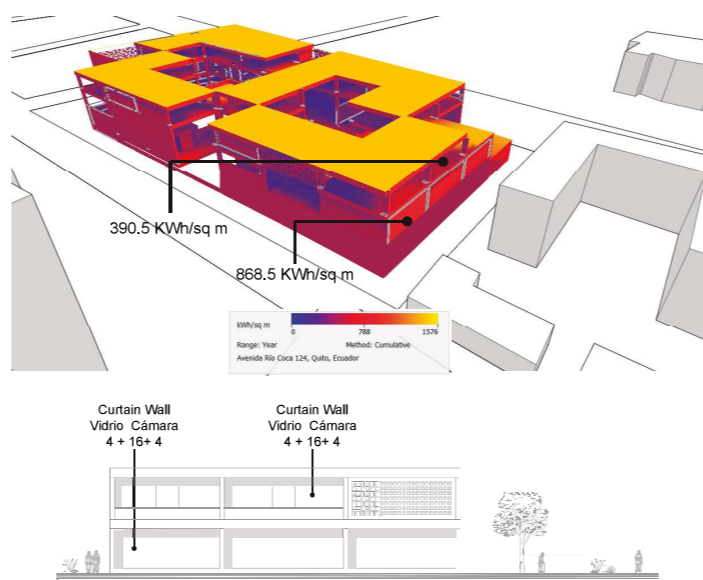 390.5 KWh/sq m
868.5 KWh/sq m
kWh/sq m
0 788 1576
Range: Year Method: Cumulative
Avenida Río Coca 124, Quito, Ecuador
Curtain Wall
Vidrio Cámara
4 + 16+ 4
Curtain Wall
Vidrio Cámara
4 + 16+ 4